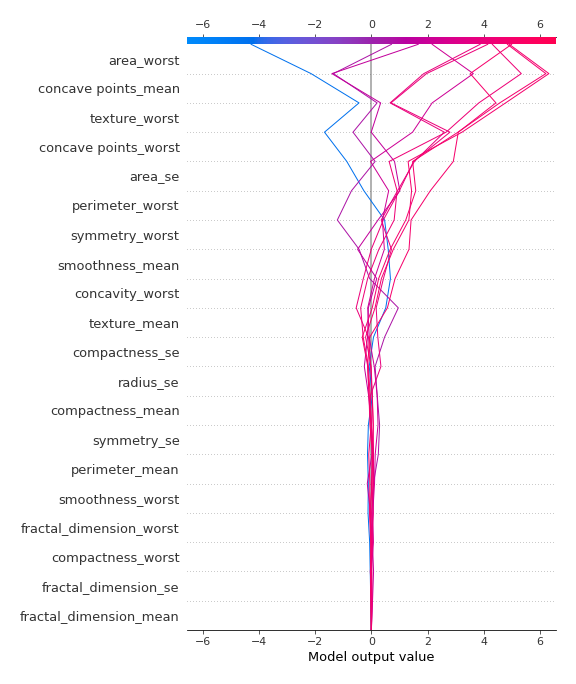 −6 −4 −2 0 2 4 6
area_worst
concave points_mean
texture_worst
concave points_worst
area_se
perimeter_worst
symmetry_worst
smoothness_mean
concavity_worst
texture_mean
compactness_se
radius_se
compactness_mean
symmetry_se
perimeter_mean
smoothness_worst
fractal_dimension_worst
compactness_worst
fractal_dimension_se
fractal_dimension_mean
−6 −4 −2 0 2 4 6
Model output value